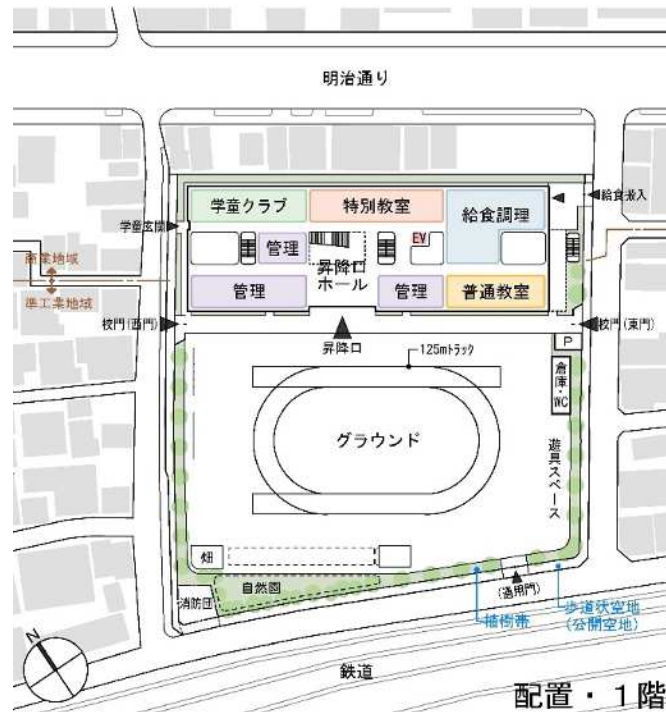 明治通り
学童クラブ
特別教室
給食調理
給食搬入
学童玄関
管理
EV
昇降口
ホール
商業地域
準工業地域
管理
管理
普通教室
校門(西門)
昇降口
校門(東門)
125mトラック
P
倉庫・WC
グラウンド
遊具スペース
畑
自然園
消防団
(通用門)
植樹帯
歩道状空地
(公開空地)
N
鉄道
配置・1階